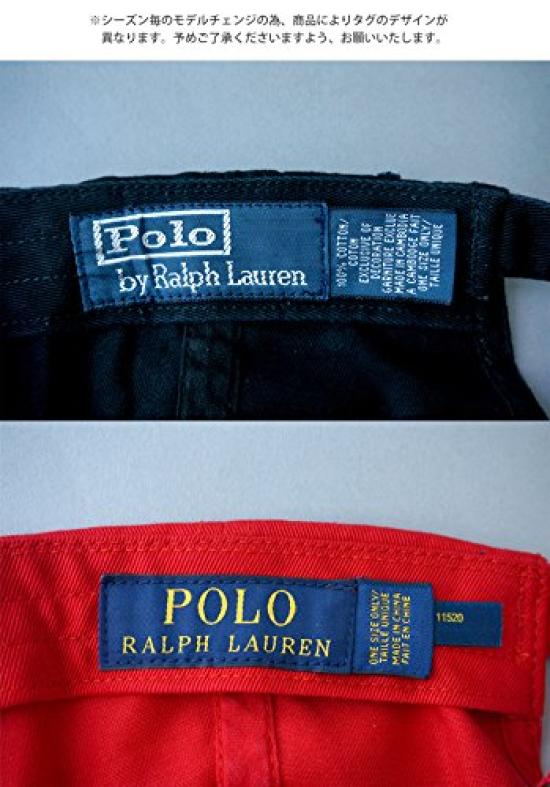 ※シーズン毎のモデルチェンジの為、商品によりタグのデザインが
異なります。予めご了承くださいますよう、お願いいたします。
Polo
by Ralph Lauren
100% COTTON/
COTON
EXCLUSIVE OF
DECORATION
GARNITURE EXCLUE
MADE IN CAMBODIA
A CAMBODGE FAIT
ONE SIZE ONLY/
TAILLE UNIQUE
POLO
RALPH LAUREN
ONE SIZE ONLY/
TAILLE UNIQUE
MADE IN CHINA
FAIT EN CHINE
11520